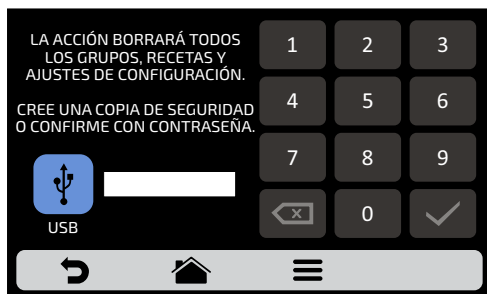 LA ACCIÓN BORRARÁ TODOS
LOS GRUPOS, RECETAS Y
AJUSTES DE CONFIGURACIÓN.
CREE UNA COPIA DE SEGURIDAD
O CONFIRME CON CONTRASEÑA.
USB
1 2 3
4 5 6
7 8 9
0